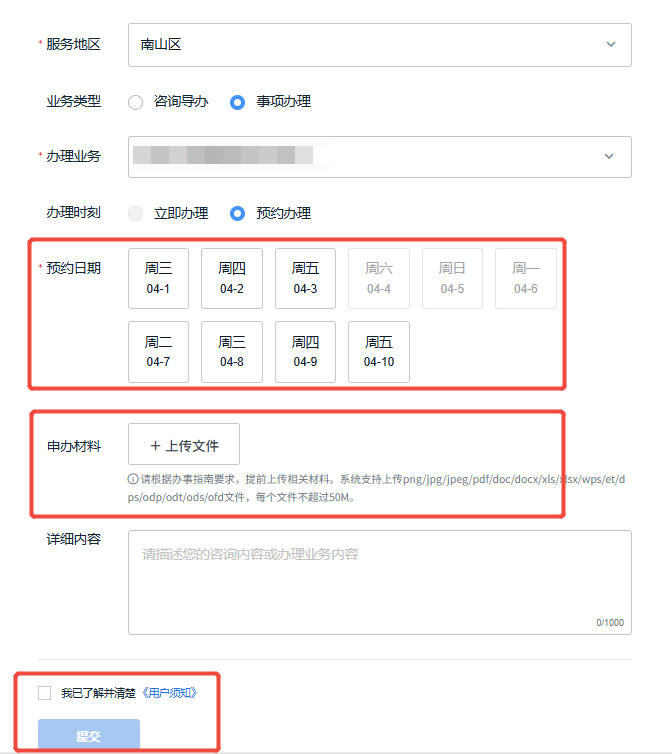 * 服务地区 南山区
业务类型 咨询导办 事项办理
* 办理业务
办理时刻 立即办理 预约办理
* 预约日期 周三 周四 周五 周六 周日 周一
04-1 04-2 04-3 04-4 04-5 04-6
周二 周三 周四 周五
04-7 04-8 04-9 04-10
申办材料 + 上传文件
请根据办事指南要求，提前上传相关材料。系统支持上传png/jpg/jpeg/pdf/doc/docx/xls/xlsx/wps/et/d
ps/odp/odt/ods/ofd文件，每个文件不超过50M。
详细内容
请描述您的咨询内容或办理业务内容
0/1000
我已了解并清楚《用户须知》
提交